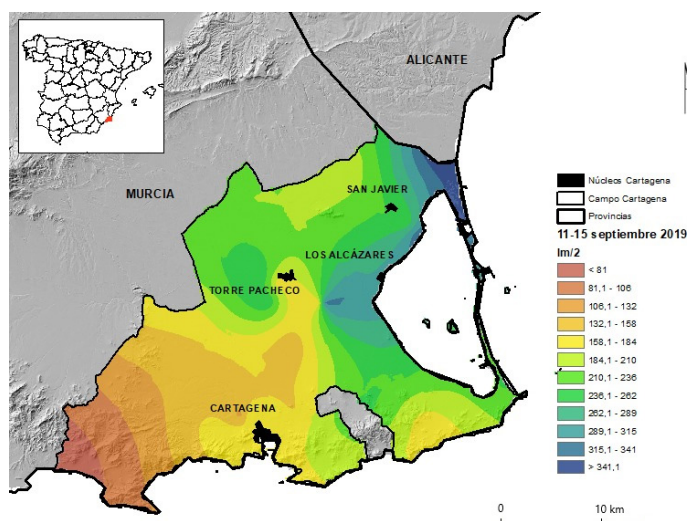 ALICANTE
MURCIA
SAN JAVIER
LOS ALCÁZARES
TORRE PACHECO
CARTAGENA
Núcleos Cartagena
Campo Cartagena
Províncias
11-15 septiembre 2019
lm/2
< 81
81,1 - 106
106,1 - 132
132,1 - 158
158,1 - 184
184,1 - 210
210,1 - 236
236,1 - 262
262,1 - 289
289,1 - 315
315,1 - 341
> 341,1
0 10 km